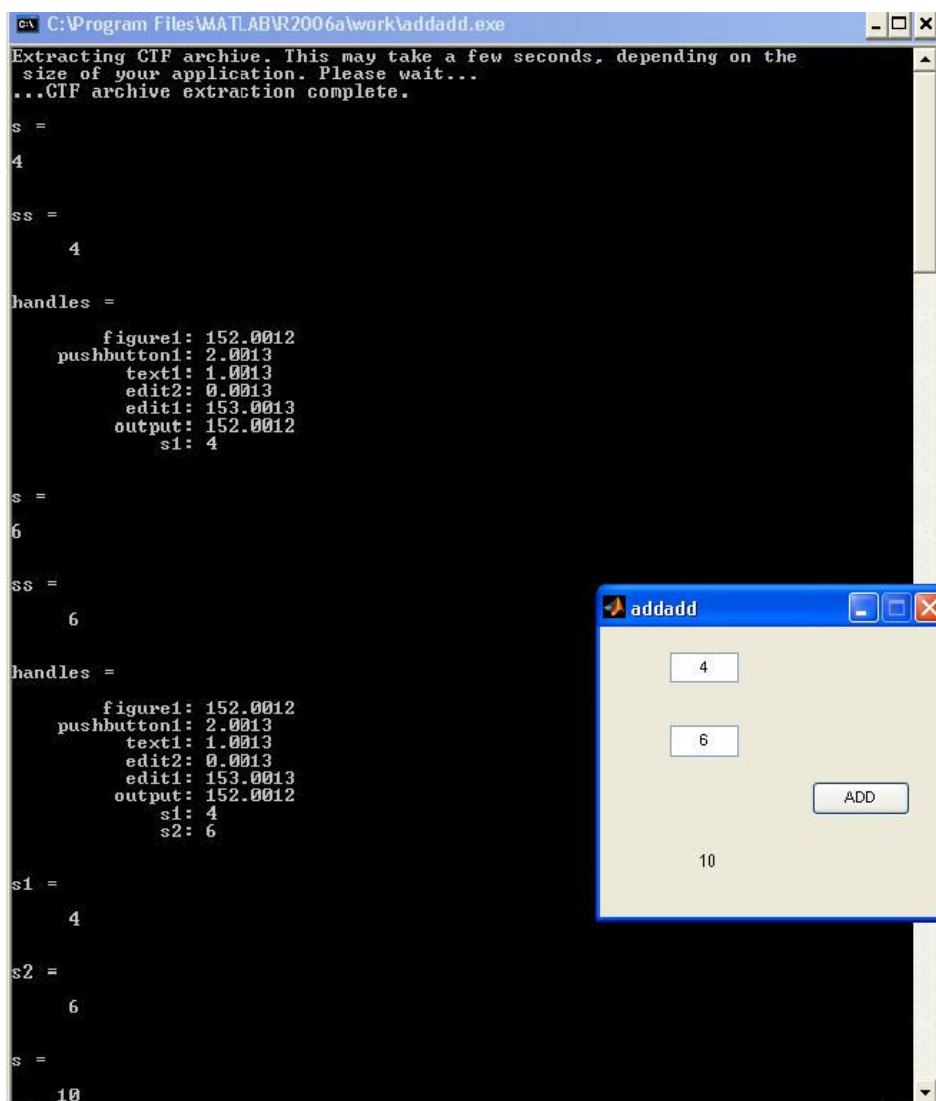 C:\Program Files\MATLAB\R2006a\work\addadd.exe
Extracting CTF archive. This may take a few seconds, depending on the
size of your application. Please wait...
...CTF archive extraction complete.
s =
4
ss =
4
handles =
figure1: 152.0012
pushbutton1: 2.0013
text1: 1.0013
edit2: 0.0013
edit1: 153.0013
output: 152.0012
s1: 4
s =
6
ss =
6
handles =
figure1: 152.0012
pushbutton1: 2.0013
text1: 1.0013
edit2: 0.0013
edit1: 153.0013
output: 152.0012
s1: 4
s2: 6
s1 =
4
s2 =
6
s =
10
addadd
4
6
ADD
10